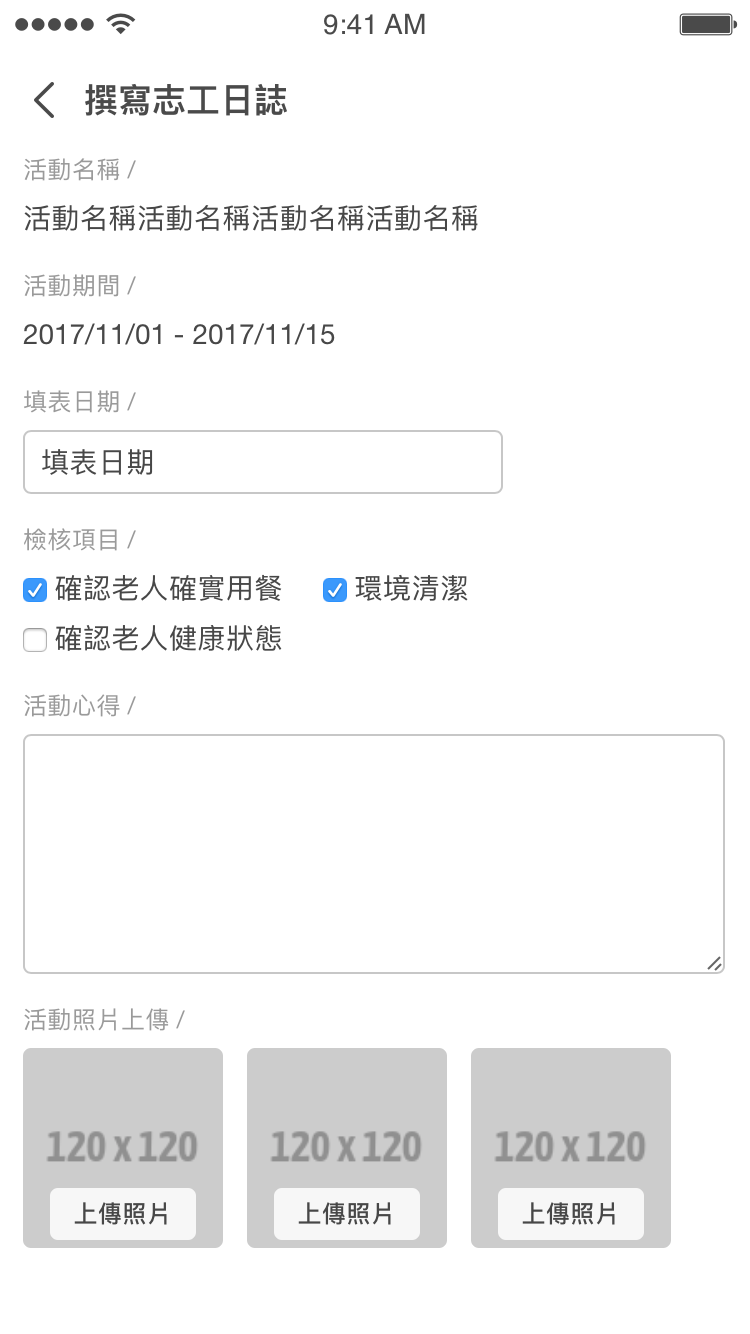 9:41 AM
撰寫志工日誌
活動名稱 /
活動名稱活動名稱活動名稱活動名稱
活動期間 /
2017/11/01 - 2017/11/15
填表日期 /
填表日期
檢核項目 /
確認老人確實用餐 環境清潔
確認老人健康狀態
活動心得 /
活動照片上傳 /
120 x 120 120 x 120 120 x 120
上傳照片 上傳照片 上傳照片